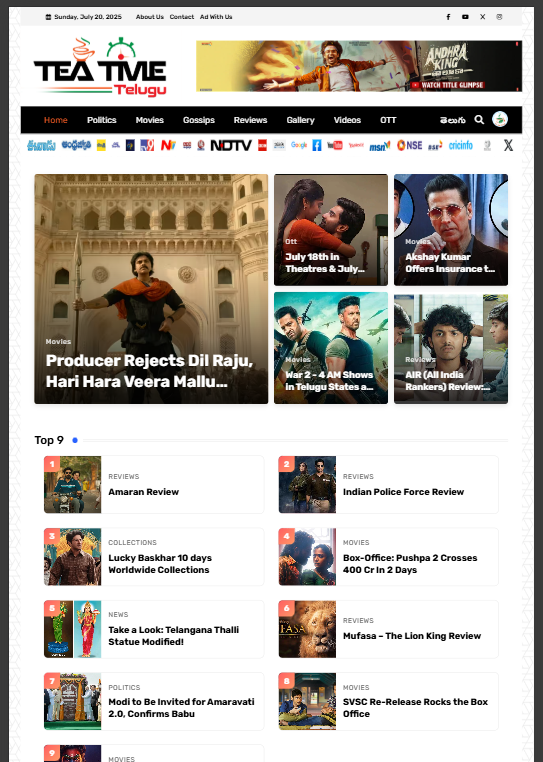 Sunday, July 20, 2025 About Us Contact Ad With Us
TEA TIME
Telugu
ANDHRA
KING
WATCH TITLE GLIMPSE
Home Politics Movies Gossips Reviews Gallery Videos OTT తెలుగు
ఈనాడు ఆంధ్రజ్యోతి NDTV Google YouTube msn NSE BSE cricinfo X
Movies
Producer Rejects Dil Raju,
Hari Hara Veera Mallu...
Ott
July 18th in
Theatres & July...
Movies
Akshay Kumar
Offers Insurance t...
Movies
War 2 – 4 AM Shows
in Telugu States a...
Reviews
AIR (All India
Rankers) Review:...
Top 9
1
REVIEWS
Amaran Review
2
REVIEWS
Indian Police Force Review
3
COLLECTIONS
Lucky Baskhar 10 days
Worldwide Collections
4
MOVIES
Box-Office: Pushpa 2 Crosses
400 Cr In 2 Days
5
NEWS
Take a Look: Telangana Thalli
Statue Modified!
6
REVIEWS
Mufasa – The Lion King Review
7
POLITICS
Modi to Be Invited for Amaravati
2.0, Confirms Babu
8
MOVIES
SVSC Re-Release Rocks the Box
Office
9
MOVIES